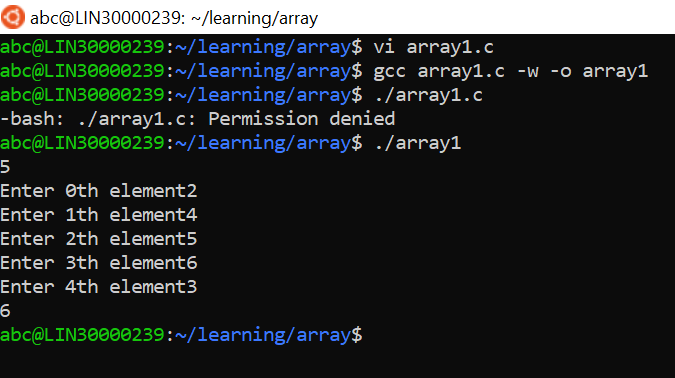 abc@LIN30000239: ~/learning/array
abc@LIN30000239:~/learning/array$ vi array1.c
abc@LIN30000239:~/learning/array$ gcc array1.c -w -o array1
abc@LIN30000239:~/learning/array$ ./array1.c
-bash: ./array1.c: Permission denied
abc@LIN30000239:~/learning/array$ ./array1
5
Enter 0th element2
Enter 1th element4
Enter 2th element5
Enter 3th element6
Enter 4th element3
6
abc@LIN30000239:~/learning/array$